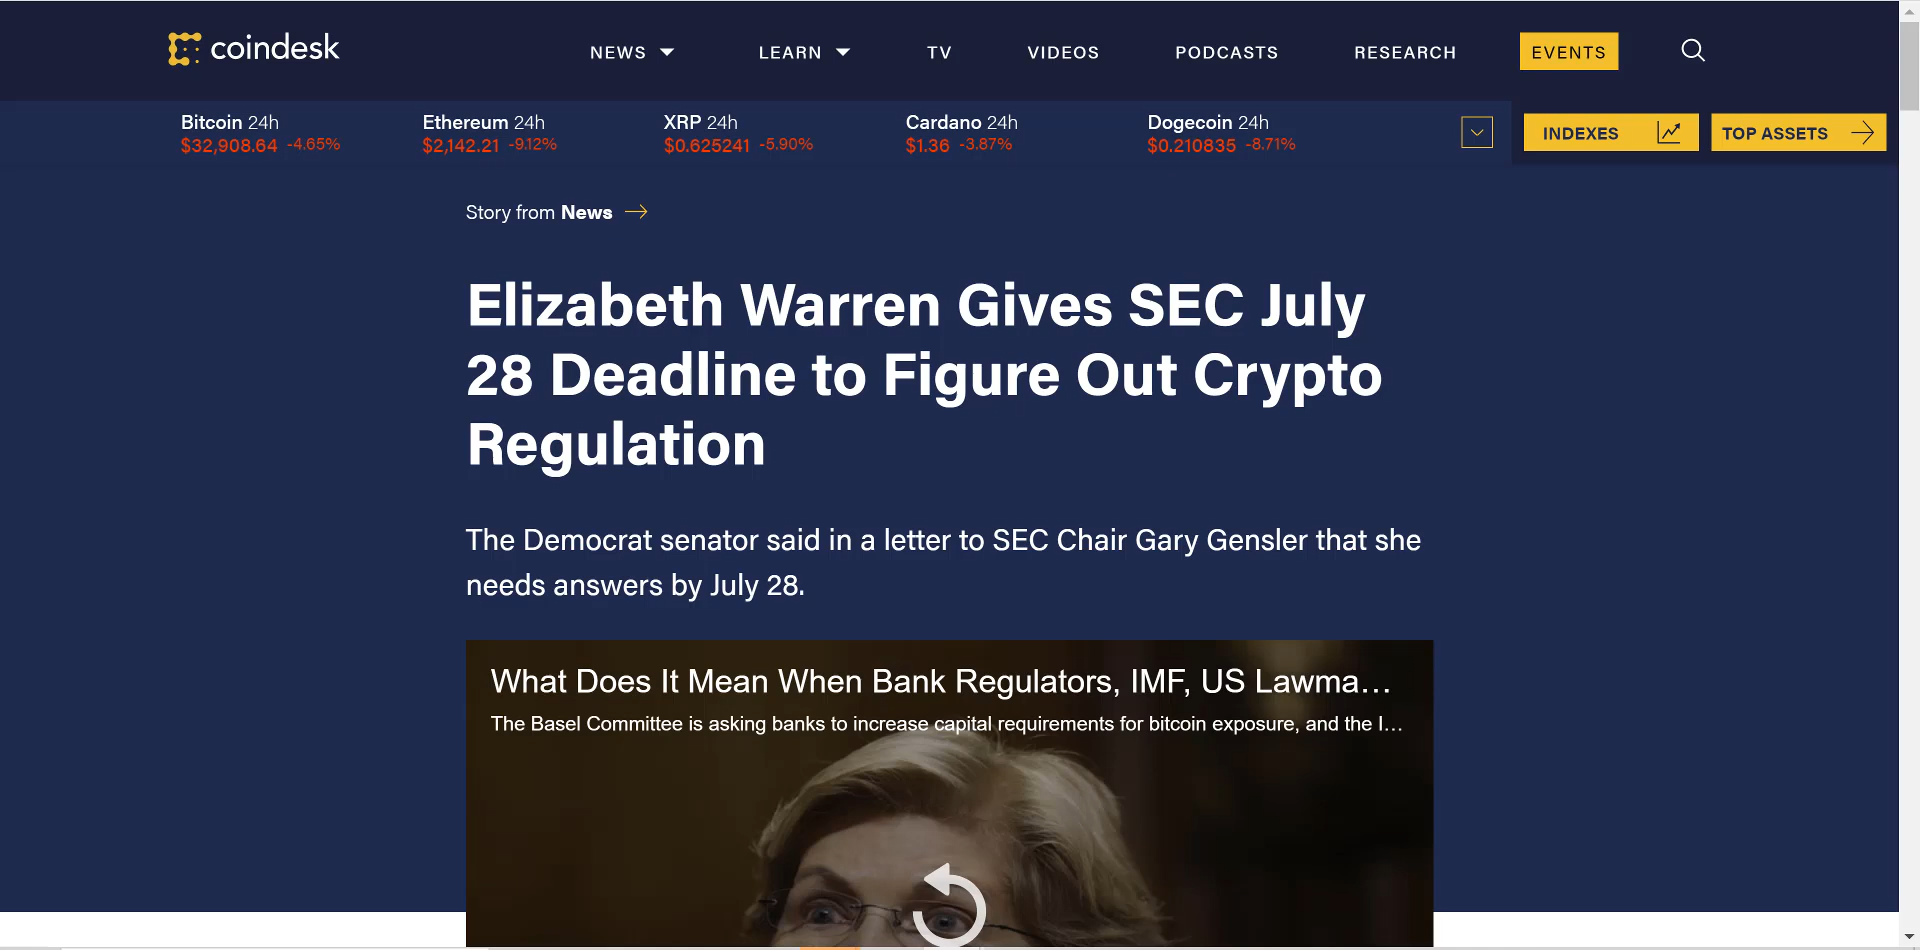 coindesk
NEWS LEARN TV VIDEOS PODCASTS RESEARCH EVENTS
Bitcoin 24h Ethereum 24h XRP 24h Cardano 24h Dogecoin 24h
$32,908.64 -4.65% $2,142.21 -9.12% $0.625241 -5.90% $1.36 -3.87% $0.210835 -8.71%
INDEXES TOP ASSETS
Story from News
Elizabeth Warren Gives SEC July
28 Deadline to Figure Out Crypto
Regulation
The Democrat senator said in a letter to SEC Chair Gary Gensler that she
needs answers by July 28.
What Does It Mean When Bank Regulators, IMF, US Lawma...
The Basel Committee is asking banks to increase capital requirements for bitcoin exposure, and the I...